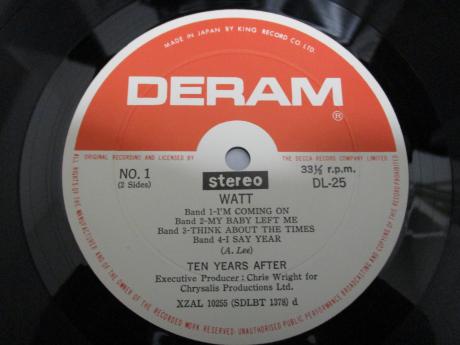 MADE IN JAPAN BY KING RECORD CO LTD.
DERAM
®
ORIGINAL RECORDING AND LICENSED BY THE DECCA RECORD COMPANY LIMITED
NO. 1
(2 Sides)
stereo
33⅓ r.p.m.
DL-25
WATT
Band 1-I'M COMING ON
Band 2-MY BABY LEFT ME
Band 3-THINK ABOUT THE TIMES
Band 4-I SAY YEAR
(A. Lee)
TEN YEARS AFTER
Executive Producer : Chris Wright for
Chrysalis Productions Ltd.
XZAL 10255 (SDLBT 1378) d
ALL RIGHTS OF THE MANUFACTURER AND OF THE OWNER OF THE RECORDED WORK RESERVED · UNAUTHORISED PUBLIC PERFORMANCE BROADCASTING AND COPYING OF THIS RECORD PROHIBITED